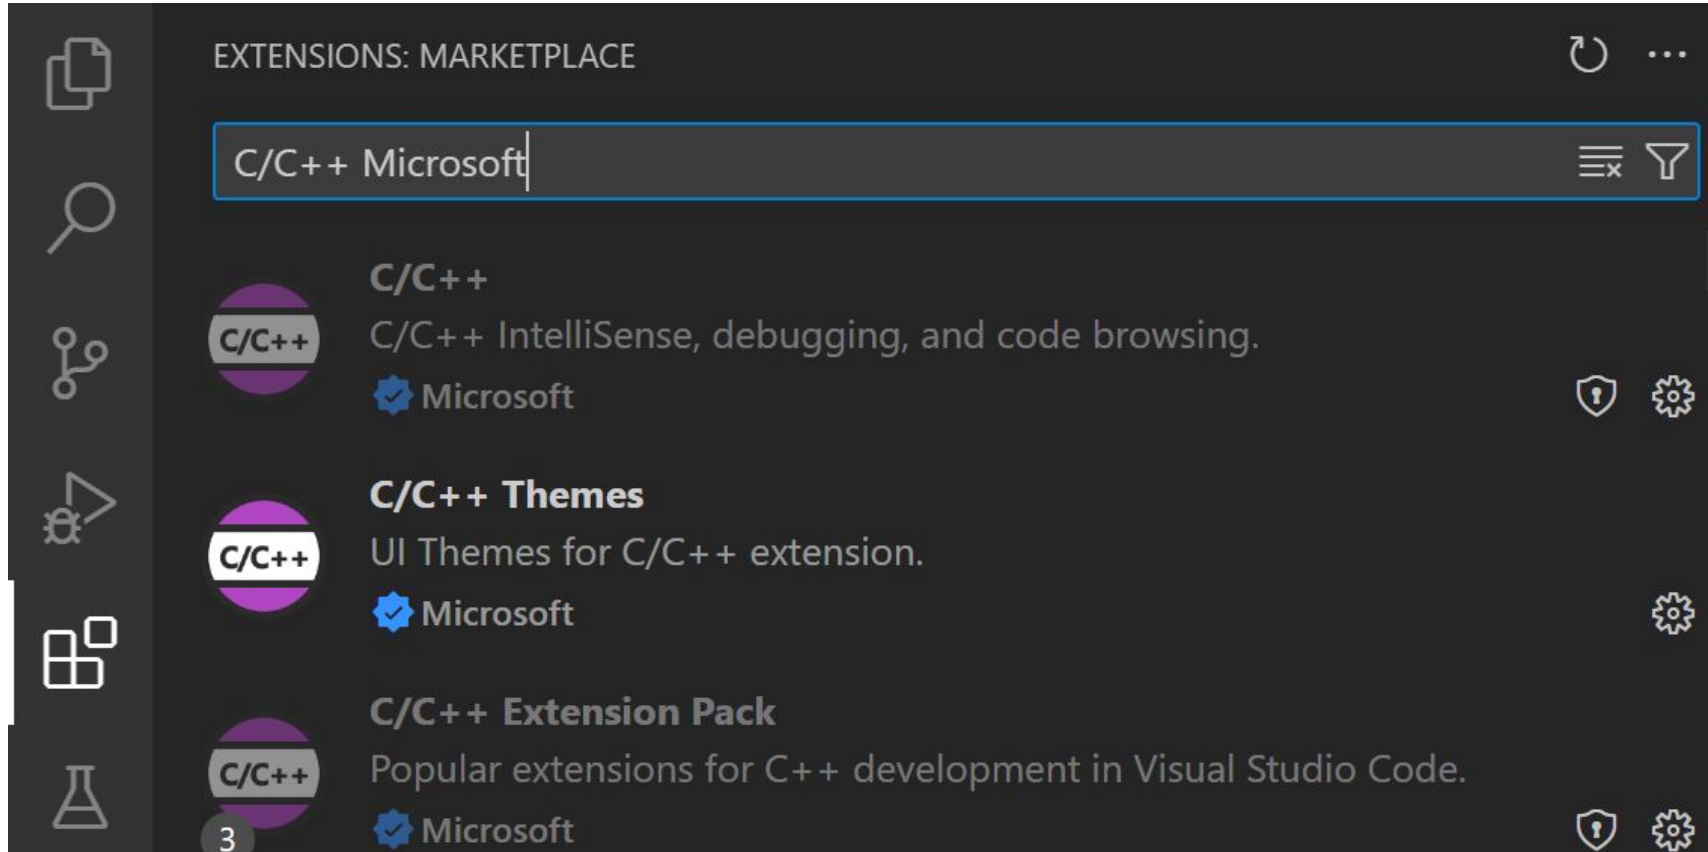 EXTENSIONS: MARKETPLACE
C/C++ Microsoft
C/C++
C/C++
C/C++ IntelliSense, debugging, and code browsing.
Microsoft
C/C++ Themes
C/C++
UI Themes for C/C++ extension.
Microsoft
C/C++ Extension Pack
C/C++
Popular extensions for C++ development in Visual Studio Code.
3
Microsoft